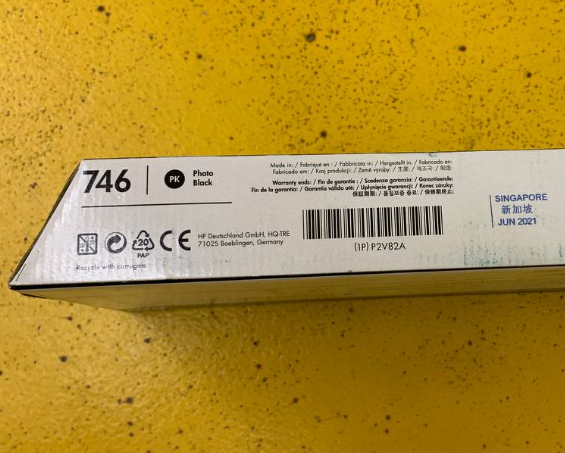 746
PK
Photo
Black
Made in: / Fabriqué en : / Fabbricato in: / Hergestellt in: / Fabricado en:
Fabricado em: / Kraj produkcji: / Země výroby: / 生産: / 제조국: / 制造:
Warranty ends: / Fin de garantie : / Scadenza garanzia: / Garantieende:
Fin de la garantía: / Garantia válida até: / Upłynięcie gwarancji: / Konec záruky:
保証期限: / 품질보증 종료: / 保修期终止:
SINGAPORE
新加坡
JUN 2021
20
PAP
CE
HP Deutschland GmbH, HQ-TRE
71025 Boeblingen, Germany
(1P) P2V82A
Recycle with corrugate